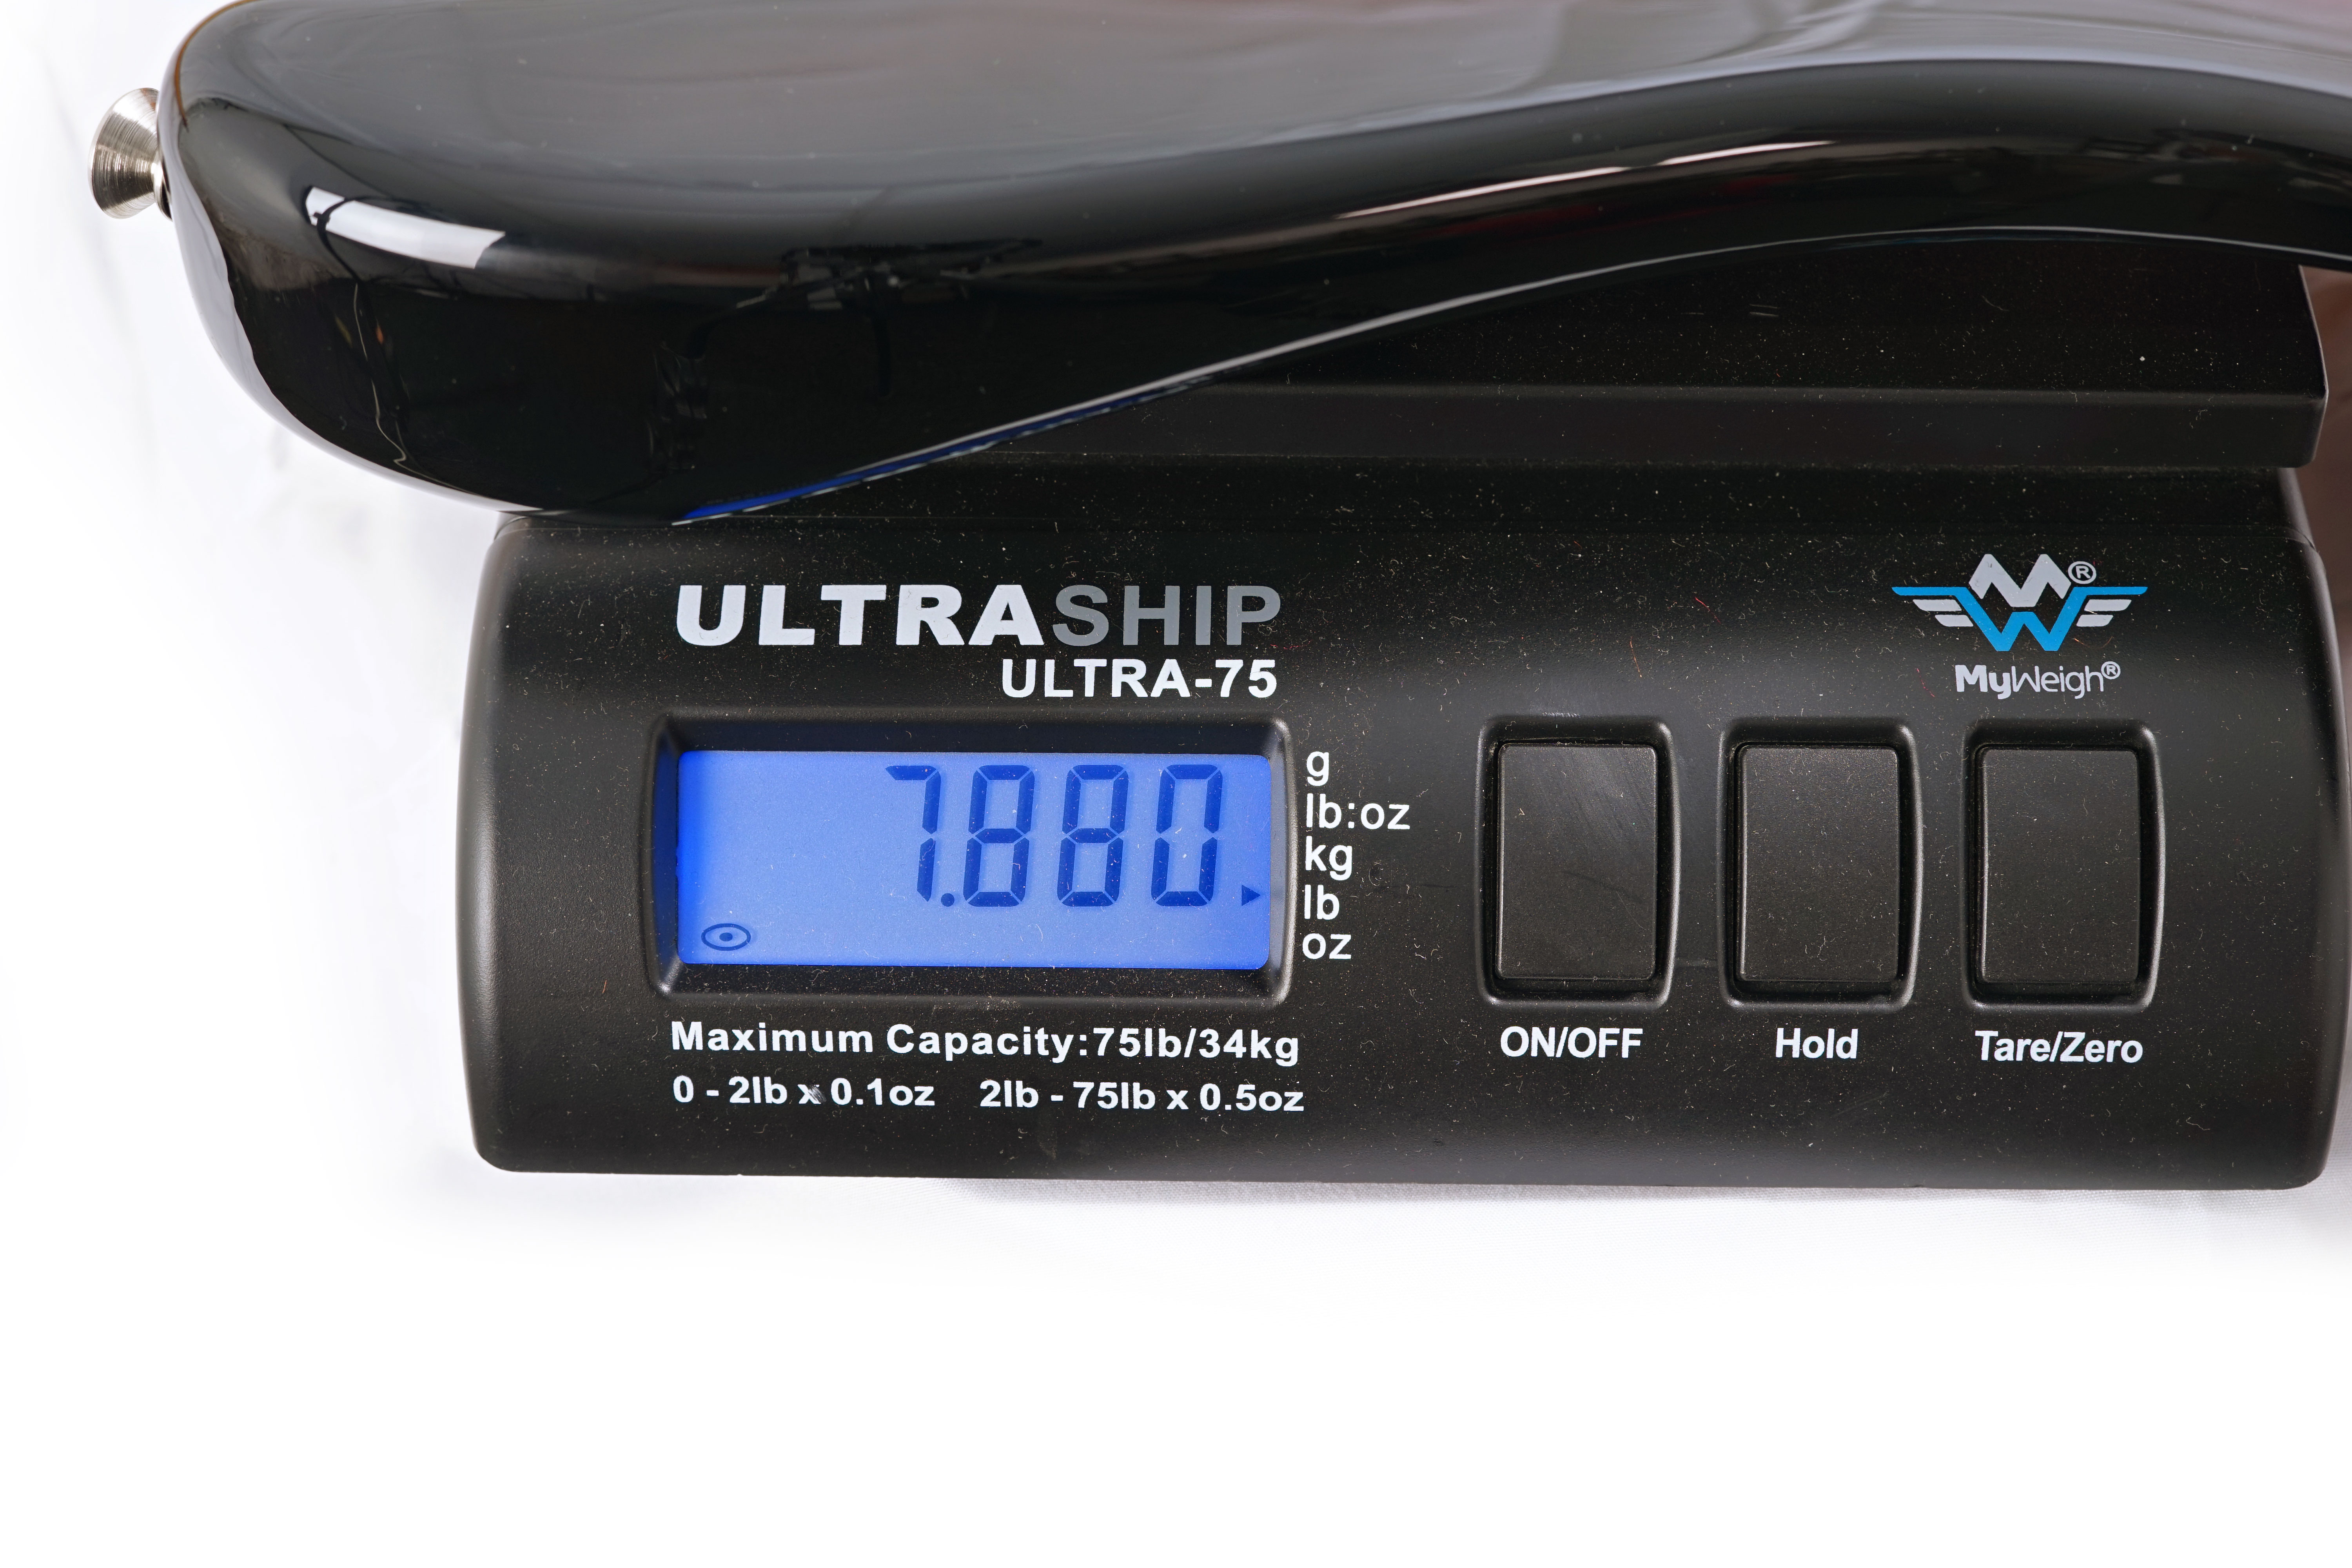 ULTRASHIP
ULTRA-75
MW®
MyWeigh®
7.880
g
lb:oz
kg
lb
oz
Maximum Capacity:75lb/34kg
0 - 2lb x 0.1oz 2lb - 75lb x 0.5oz
ON/OFF
Hold
Tare/Zero